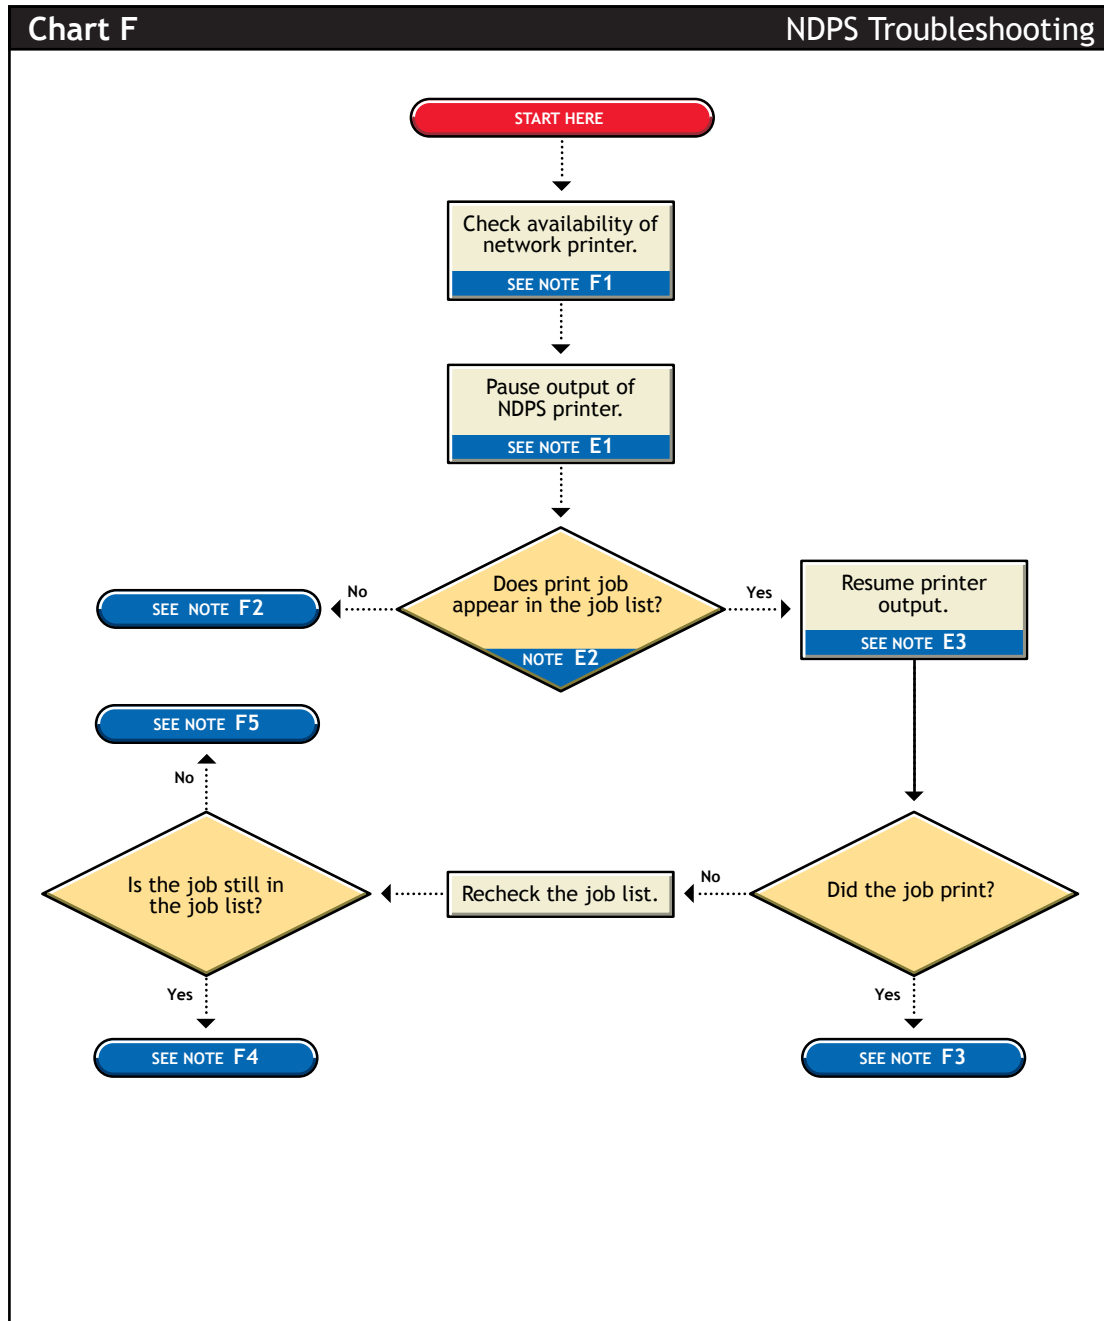 Chart F
NDPS Troubleshooting
START HERE
Check availability of
network printer.
SEE NOTE F1
Pause output of
NDPS printer.
SEE NOTE E1
Does print job
appear in the job list?
NOTE E2
No
SEE NOTE F2
Yes
Resume printer
output.
SEE NOTE E3
SEE NOTE F5
No
Is the job still in
the job list?
Recheck the job list.
No
Did the job print?
Yes
SEE NOTE F4
Yes
SEE NOTE F3